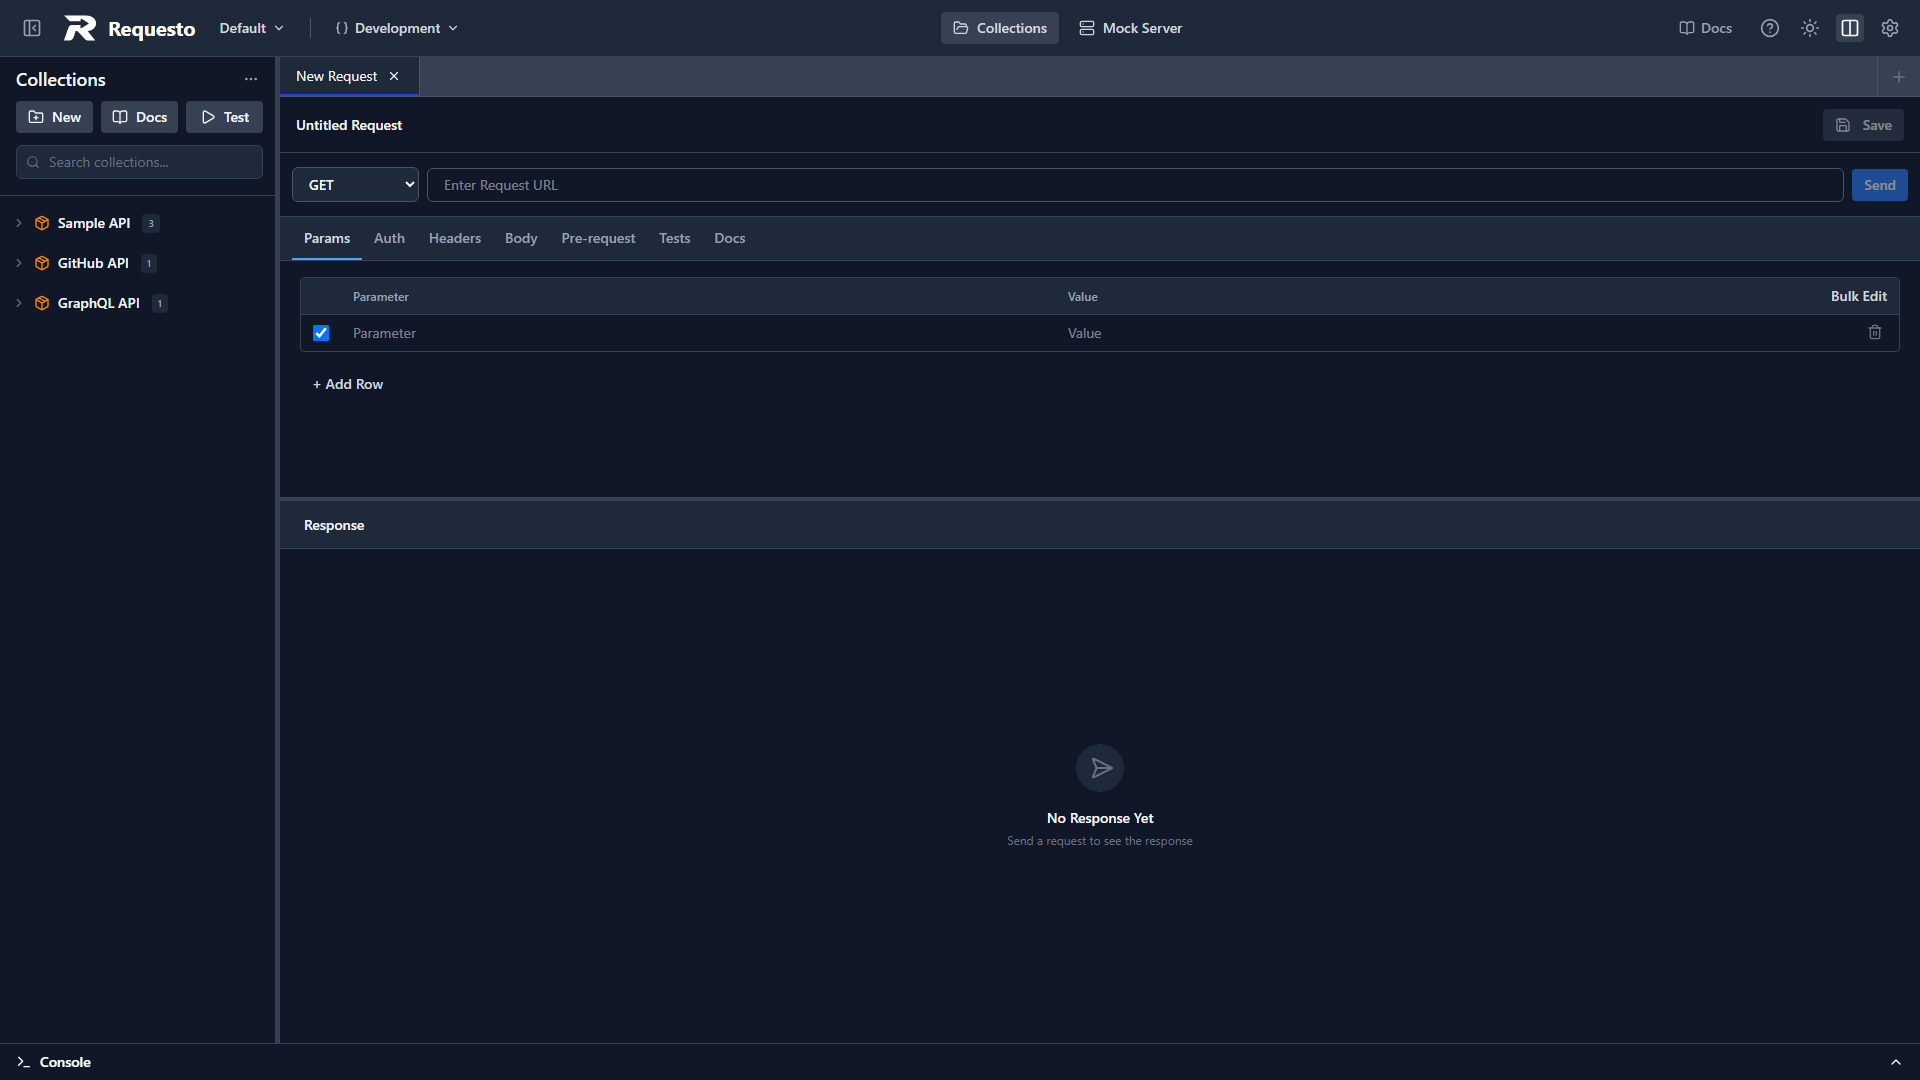 Requesto
Default
{ } Development
Collections
Mock Server
Docs
Collections
New
Docs
Test
Search collections...
Sample API 3
GitHub API 1
GraphQL API 1
New Request
Untitled Request
Save
GET
Enter Request URL
Send
Params Auth Headers Body Pre-request Tests Docs
Parameter Value Bulk Edit
Parameter Value
+ Add Row
Response
No Response Yet
Send a request to see the response
Console